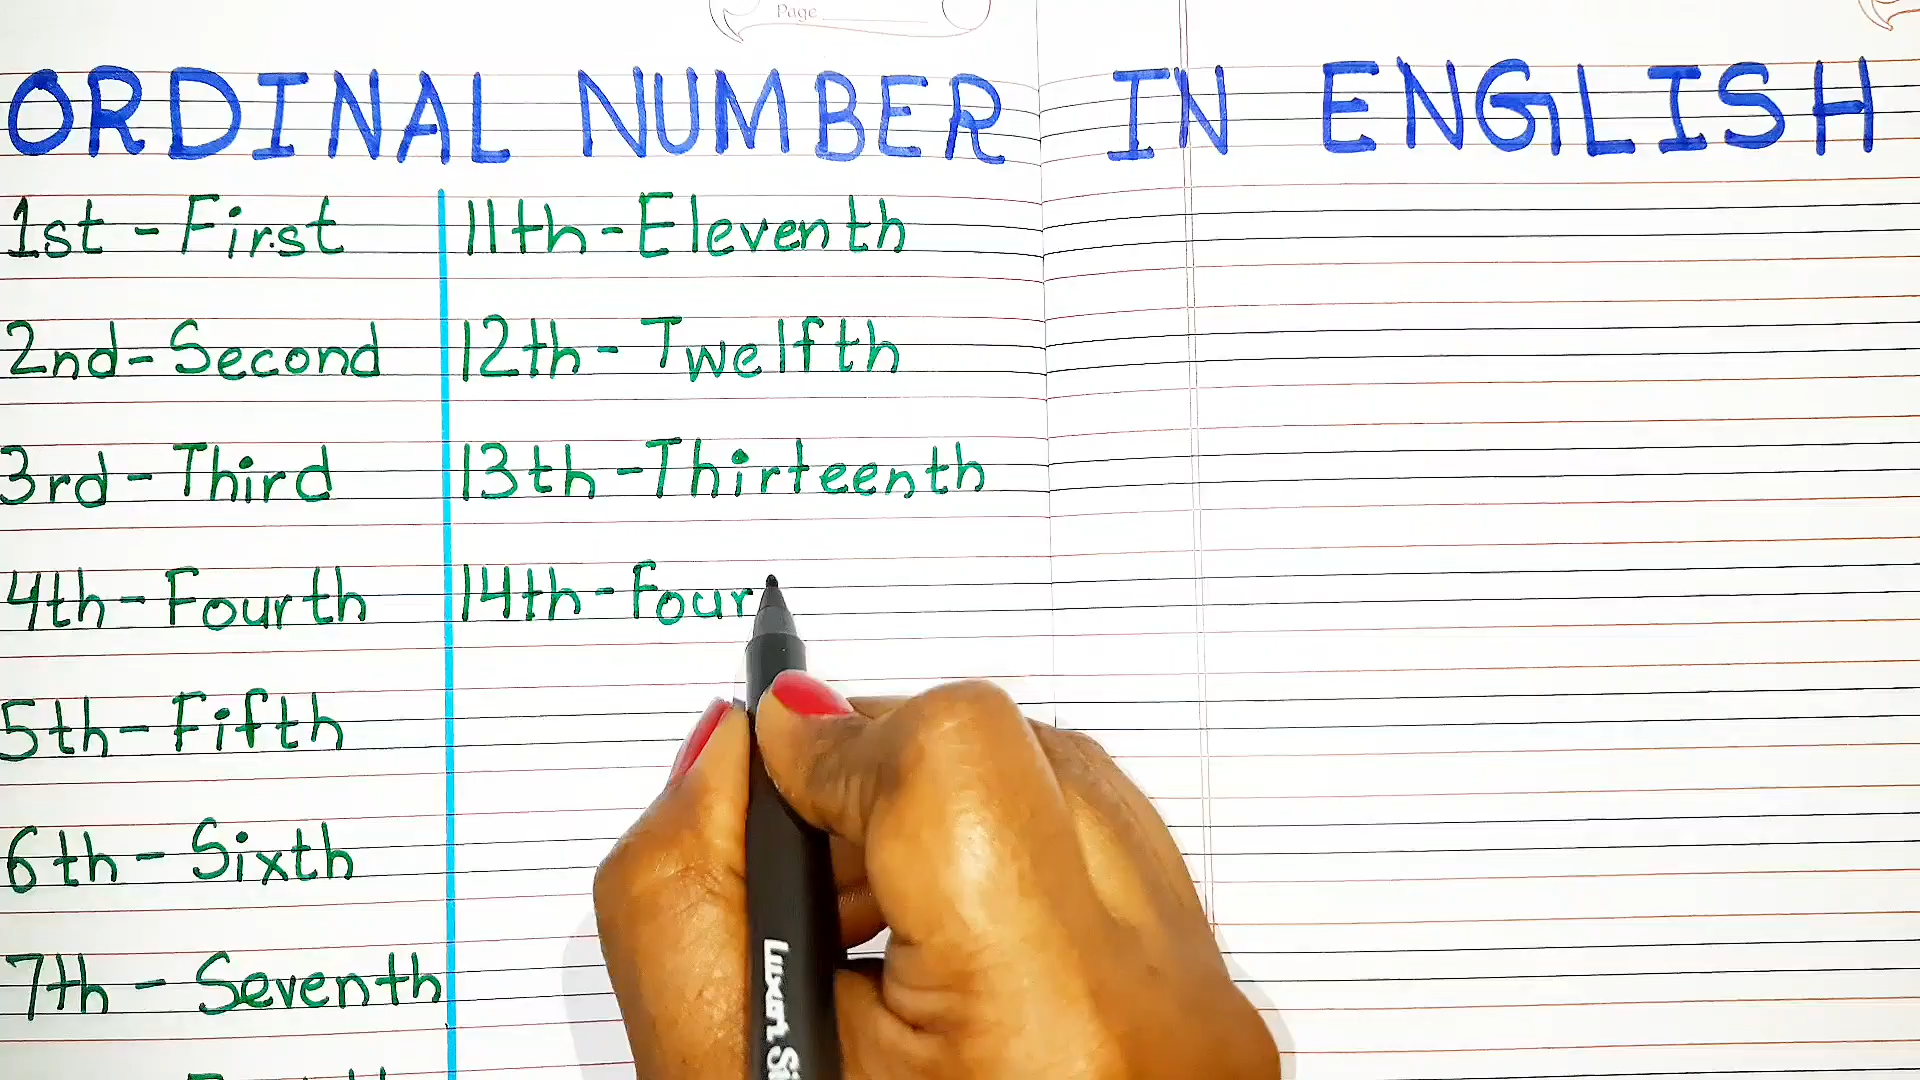 Page
ORDINAL NUMBER IN ENGLISH
1st - First
2nd - Second
3rd - Third
4th - Fourth
5th - Fifth
6th - Sixth
7th - Seventh
11th - Eleventh
12th - Twelfth
13th - Thirteenth
14th - Four
Luxor